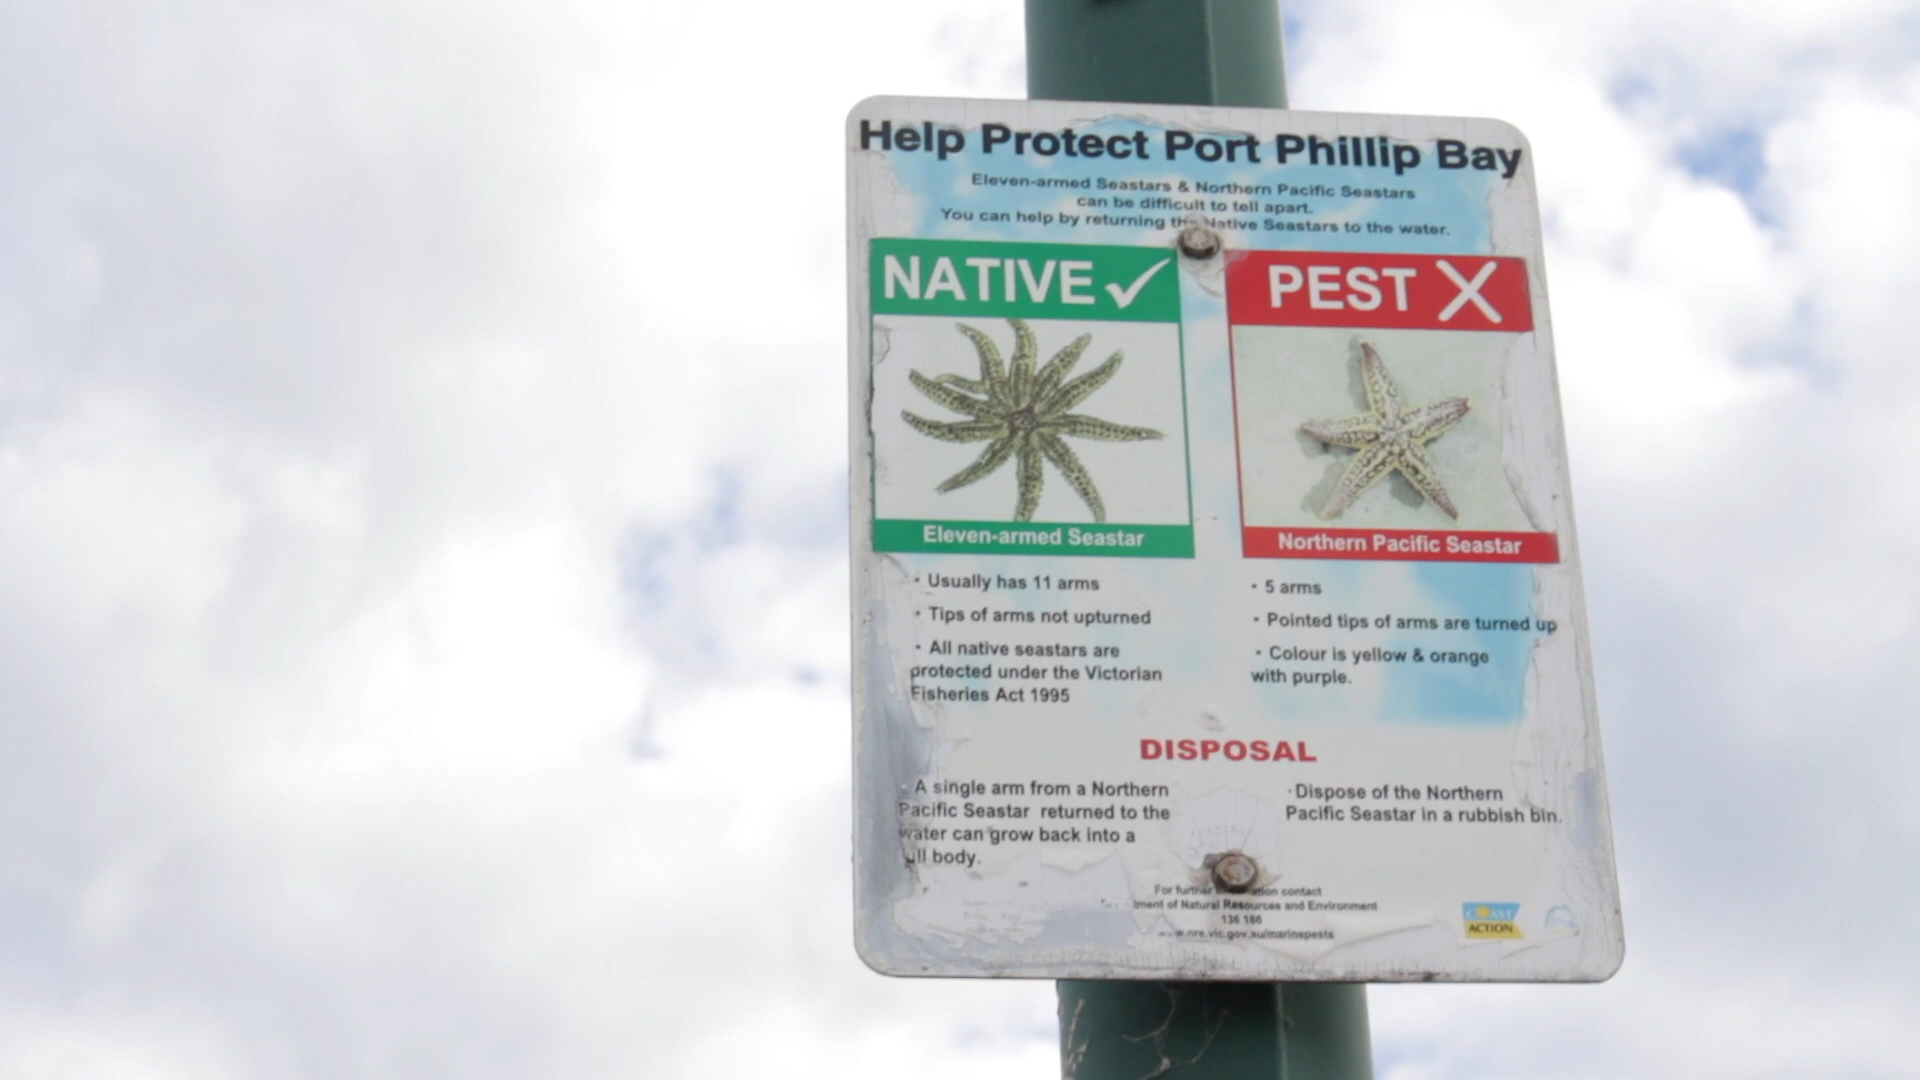 Help Protect Port Phillip Bay
Eleven-armed Seastars & Northern Pacific Seastars
can be difficult to tell apart.
You can help by returning the Native Seastars to the water.
NATIVE
Eleven-armed Seastar
· Usually has 11 arms
· Tips of arms not upturned
· All native seastars are
protected under the Victorian
Fisheries Act 1995
PEST
Northern Pacific Seastar
· 5 arms
· Pointed tips of arms are turned up
· Colour is yellow & orange
with purple.
DISPOSAL
· A single arm from a Northern
Pacific Seastar returned to the
water can grow back into a
body.
· Dispose of the Northern
Pacific Seastar in a rubbish bin.
For further contact
of Natural Resources and Environment
136 186
www.nre.vic.gov.au/marinepests
COAST
ACTION